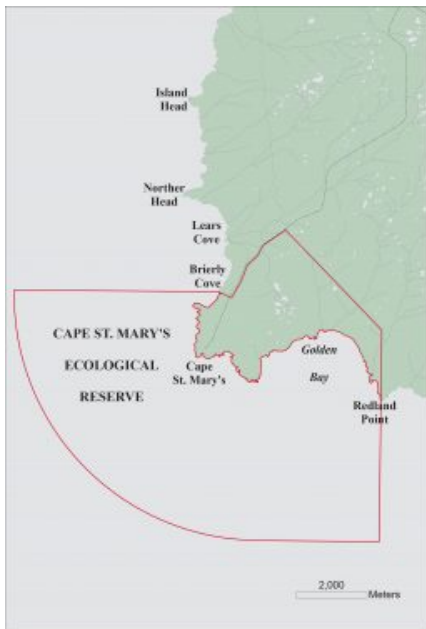 Island
Head
Norther
Head
Lears
Cove
Brierly
Cove
CAPE ST. MARY'S
ECOLOGICAL
RESERVE
Cape
St. Mary's
Golden
Bay
Redland
Point
2,000
Meters